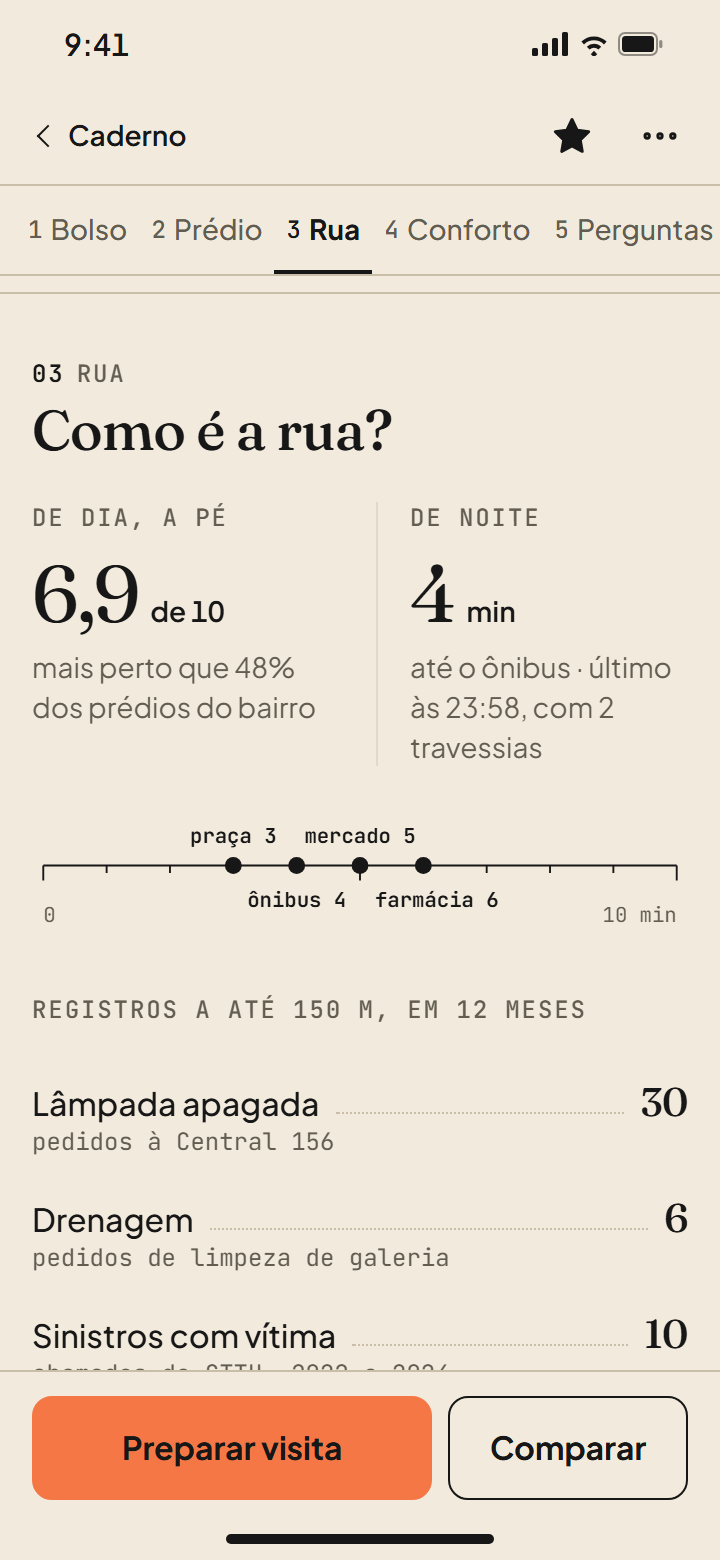 9:41
Caderno
1 Bolso 2 Prédio 3 Rua 4 Conforto 5 Perguntas
03 RUA
Como é a rua?
DE DIA, A PÉ
6,9 de 10
mais perto que 48%
dos prédios do bairro
DE NOITE
4 min
até o ônibus · último
às 23:58, com 2
travessias
praça 3 mercado 5
ônibus 4 farmácia 6
0 10 min
REGISTROS A ATÉ 150 M, EM 12 MESES
Lâmpada apagada 30
pedidos à Central 156
Drenagem 6
pedidos de limpeza de galeria
Sinistros com vítima 10
Preparar visita
Comparar